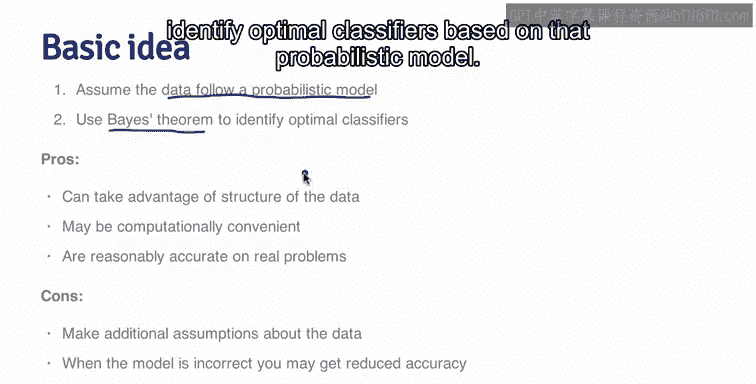 identify optimal classifiers based on that
probabilistic model.
Basic idea
1. Assume the data follow a probabilistic model
2. Use Bayes' theorem to identify optimal classifiers
Pros:
· Can take advantage of structure of the data
· May be computationally convenient
· Are reasonably accurate on real problems
Cons:
· Make additional assumptions about the data
· When the model is incorrect you may get reduced accuracy